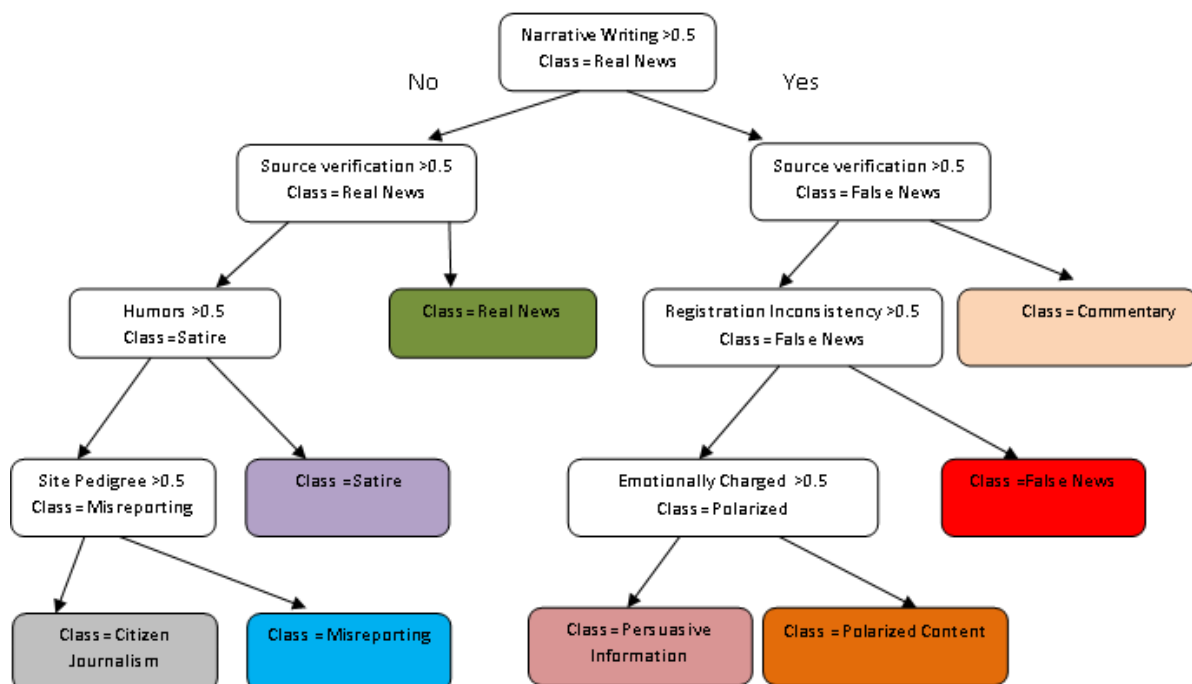 Narrative Writing >0.5
Class=Real News
No
Yes
Source verification >0.5
Class=Real News
Source verification >0.5
Class=False News
Humors >0.5
Class=Satire
Class=Real News
Registration Inconsistency >0.5
Class=False News
Class=Commentary
Site Pedigree >0.5
Class=Misreporting
Class =Satire
Emotionally Charged >0.5
Class=Polarized
Class =False News
Class=Citizen
Journalism
Class=Misreporting
Class=Persuasive
Information
Class=Polarized Content